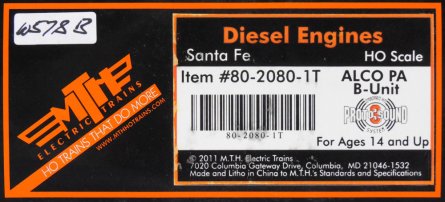 W578 B
MTH
ELECTRIC TRAINS
HO TRAINS THAT DO MORE
WWW.MTHHOTRAINS.COM
Diesel Engines
Santa Fe HO Scale
Item #80-2080-1T ALCO PA
B-Unit
80-2080-1T
PROTO SOUND 3
SYSTEM
For Ages 14 and Up
© 2011 M.T.H. Electric Trains
7020 Columbia Gateway Drive, Columbia, MD 21046-1532
Made and Litho in China to M.T.H.'s Standards and Specifications